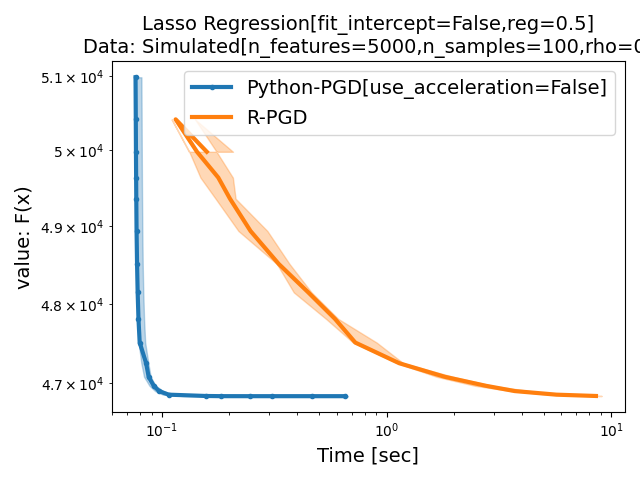 Lasso Regression[fit_intercept=False,reg=0.5]
Data: Simulated[n_features=5000,n_samples=100,rho=0
Python-PGD[use_acceleration=False]
R-PGD
value: F(x)
5.1 × 10⁴
5 × 10⁴
4.9 × 10⁴
4.8 × 10⁴
4.7 × 10⁴
10⁻¹ 10⁰ 10¹
Time [sec]